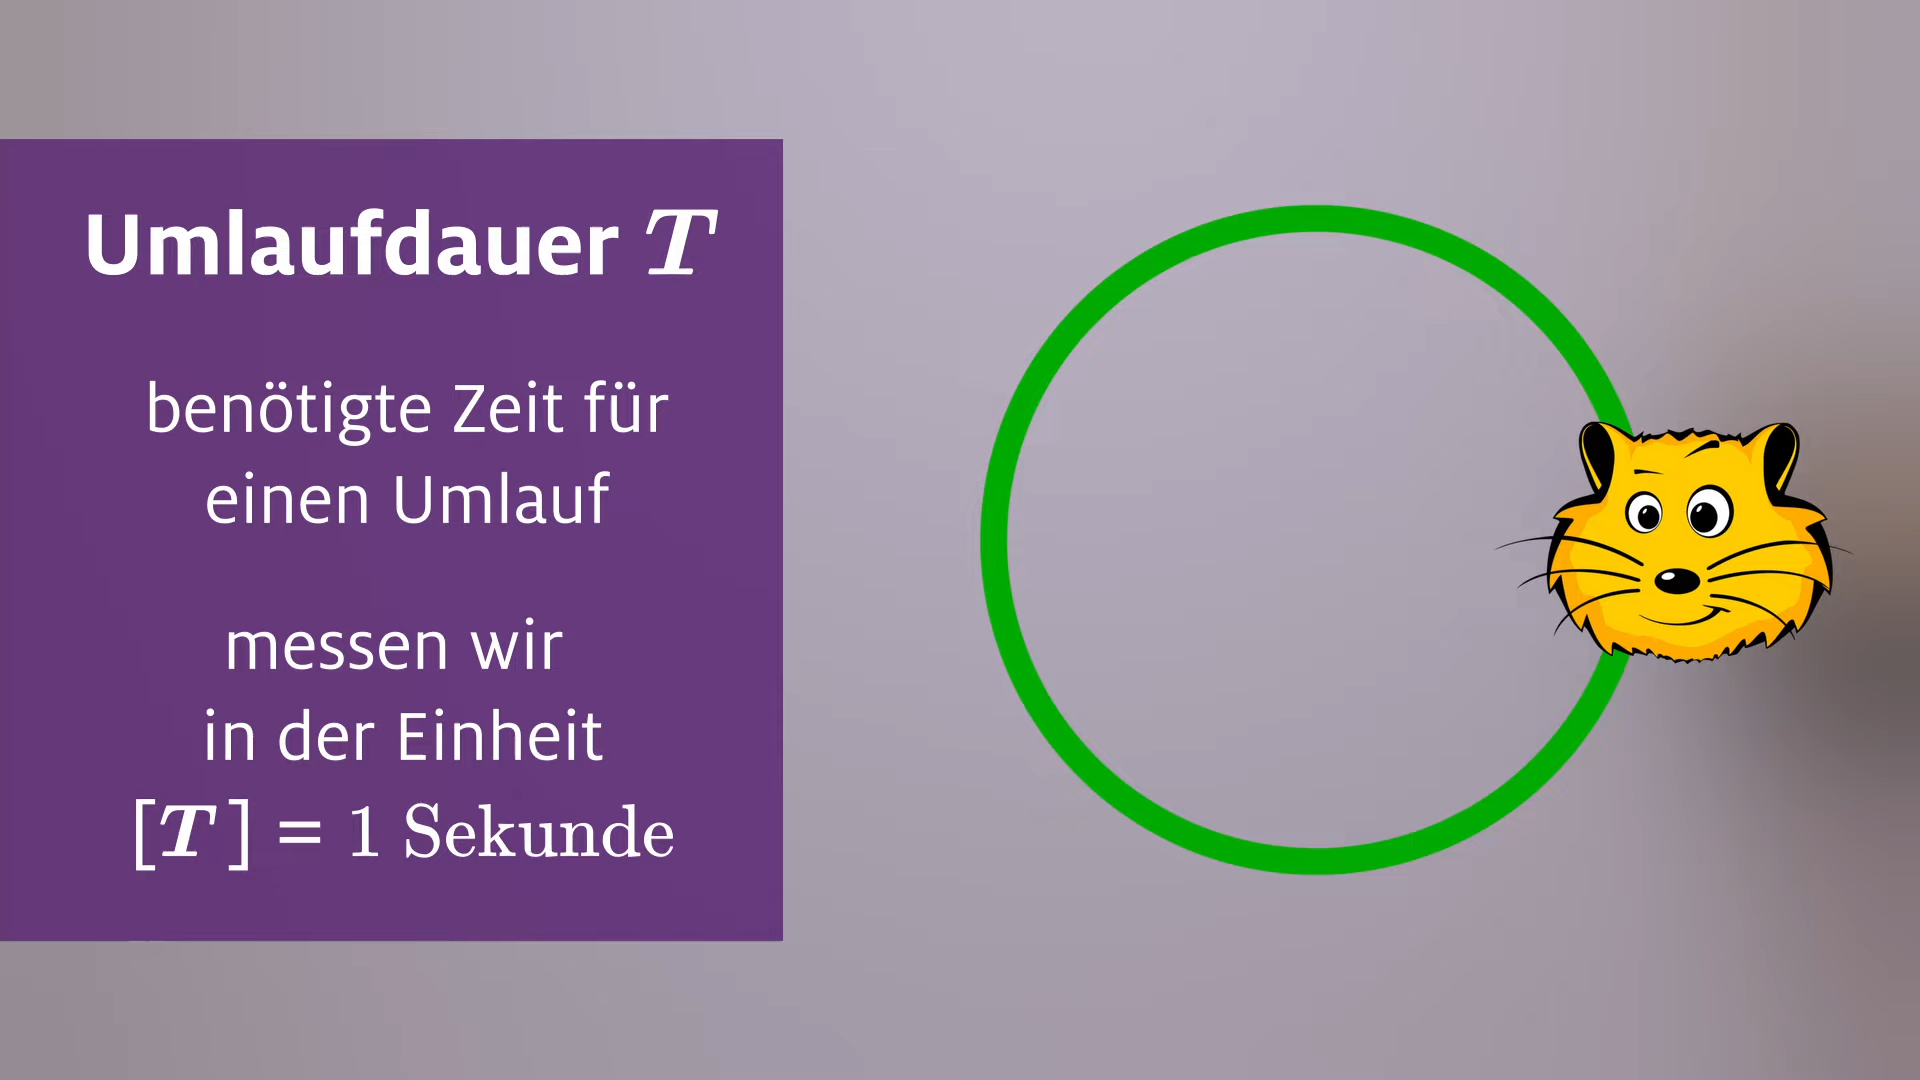 Umlaufdauer T
benötigte Zeit für
einen Umlauf
messen wir
in der Einheit
[T] = 1 Sekunde